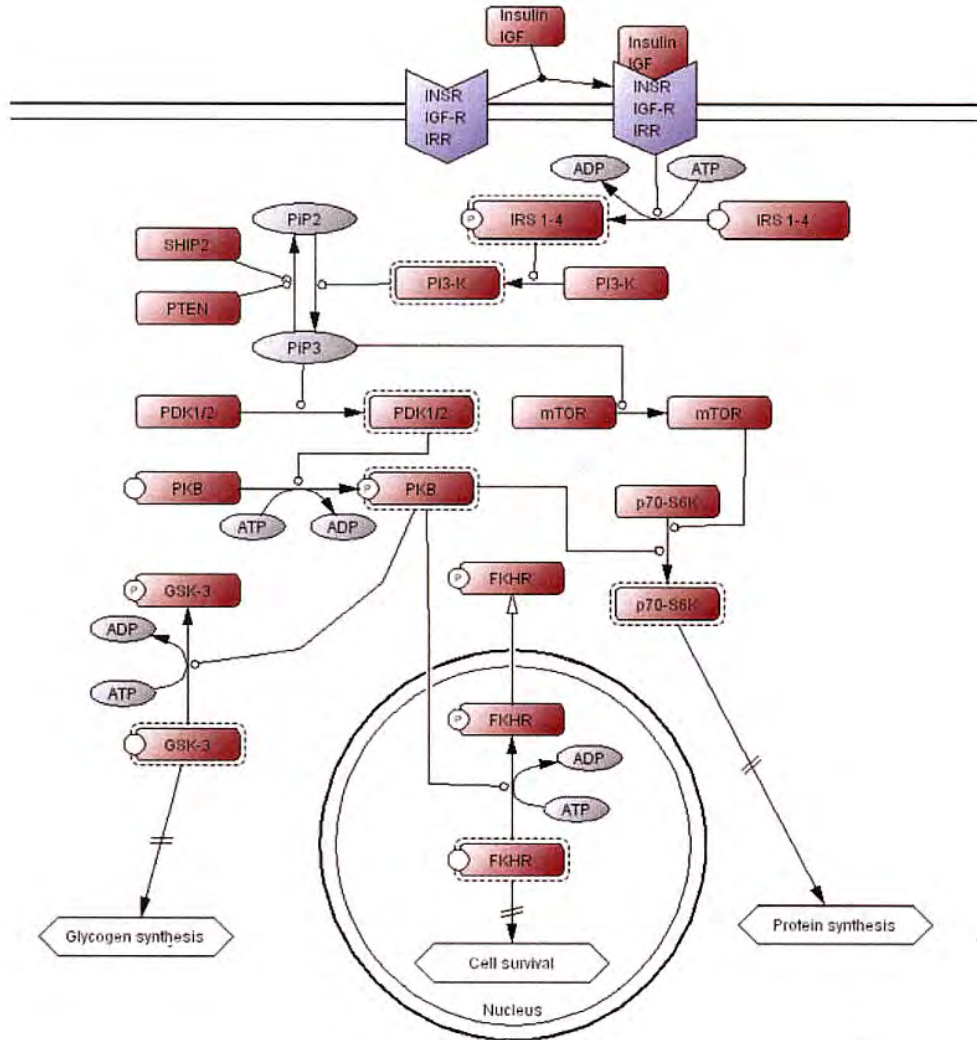 Insulin
IGF
Insulin
IGF
INSR
IGF-R
IRR
INSR
IGF-R
IRR
ADP
ATP
P
IRS 1-4
IRS 1-4
PiP2
SHIP2
PI3-K
PI3-K
PTEN
PiP3
PDK1/2
PDK1/2
mTOR
mTOR
PKB
P
PKB
p70-S6K
ATP
ADP
P
GSK-3
P
FKHR
p70-S6K
ADP
ATP
P
FKHR
GSK-3
ADP
ATP
FKHR
Glycogen synthesis
Protein synthesis
Cell survival
Nucleus